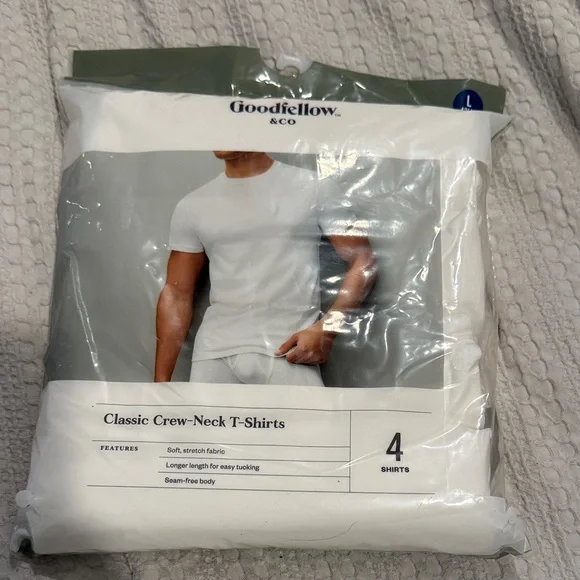 Goodfellow™
& CO
L
Classic Crew-Neck T-Shirts
FEATURES
Soft, stretch fabric
Longer length for easy tucking
Seam-free body
4
SHIRTS